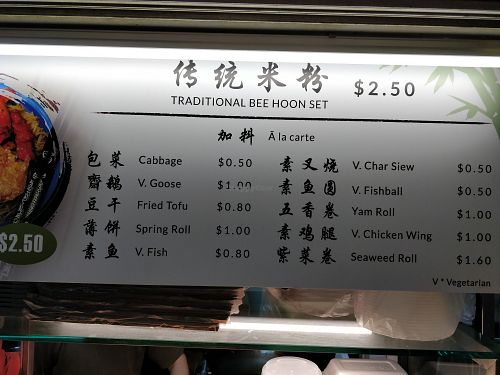 传统米粉 $2.50
TRADITIONAL BEE HOON SET
加料 À la carte
包菜 Cabbage $0.50
齋鵝 V. Goose $1.00
豆干 Fried Tofu $0.80
薄饼 Spring Roll $1.00
素鱼 V. Fish $0.80
素叉烧 V. Char Siew $0.50
素鱼圆 V. Fishball $0.50
五香卷 Yam Roll $1.00
素鸡腿 V. Chicken Wing $1.00
紫菜卷 Seaweed Roll $1.60
V * Vegetarian
$2.50